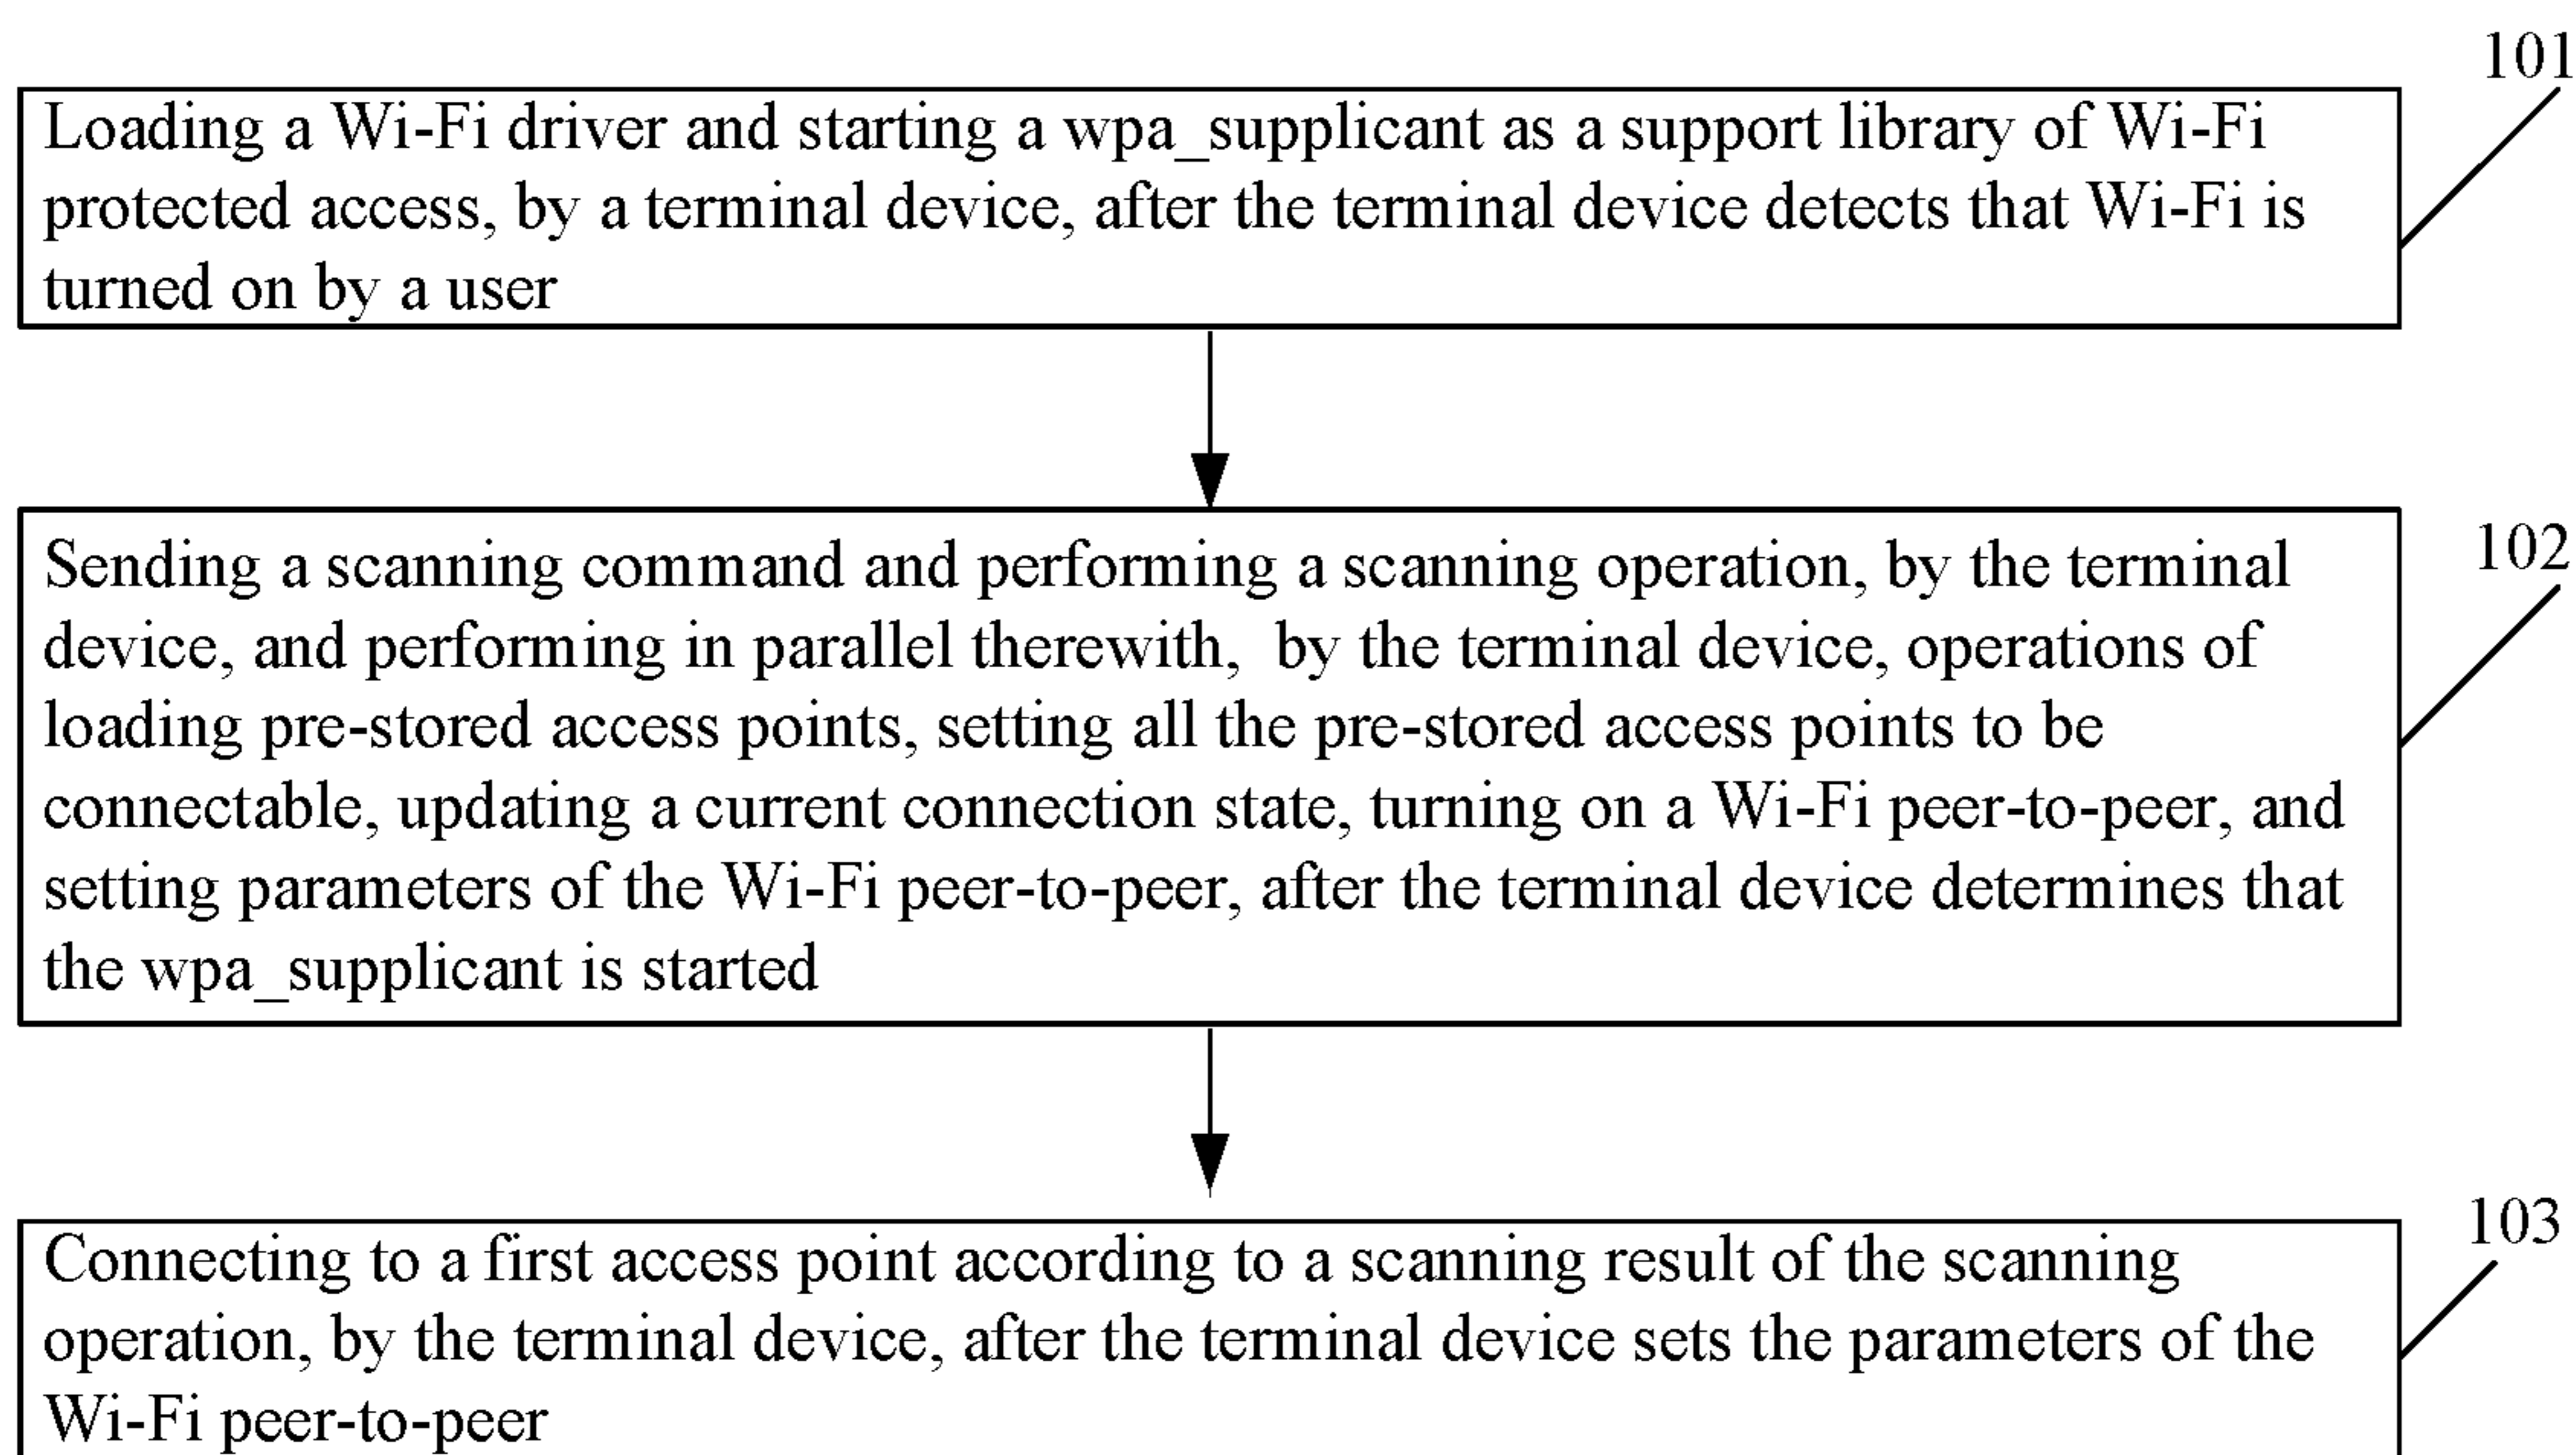 101
Loading a Wi-Fi driver and starting a wpa_supplicant as a support library of Wi-Fi
protected access, by a terminal device, after the terminal device detects that Wi-Fi is
turned on by a user
102
Sending a scanning command and performing a scanning operation, by the terminal
device, and performing in parallel therewith,  by the terminal device, operations of
loading pre-stored access points, setting all the pre-stored access points to be
connectable, updating a current connection state, turning on a Wi-Fi peer-to-peer, and
setting parameters of the Wi-Fi peer-to-peer, after the terminal device determines that
the wpa_supplicant is started
103
Connecting to a first access point according to a scanning result of the scanning
operation, by the terminal device, after the terminal device sets the parameters of the
Wi-Fi peer-to-peer